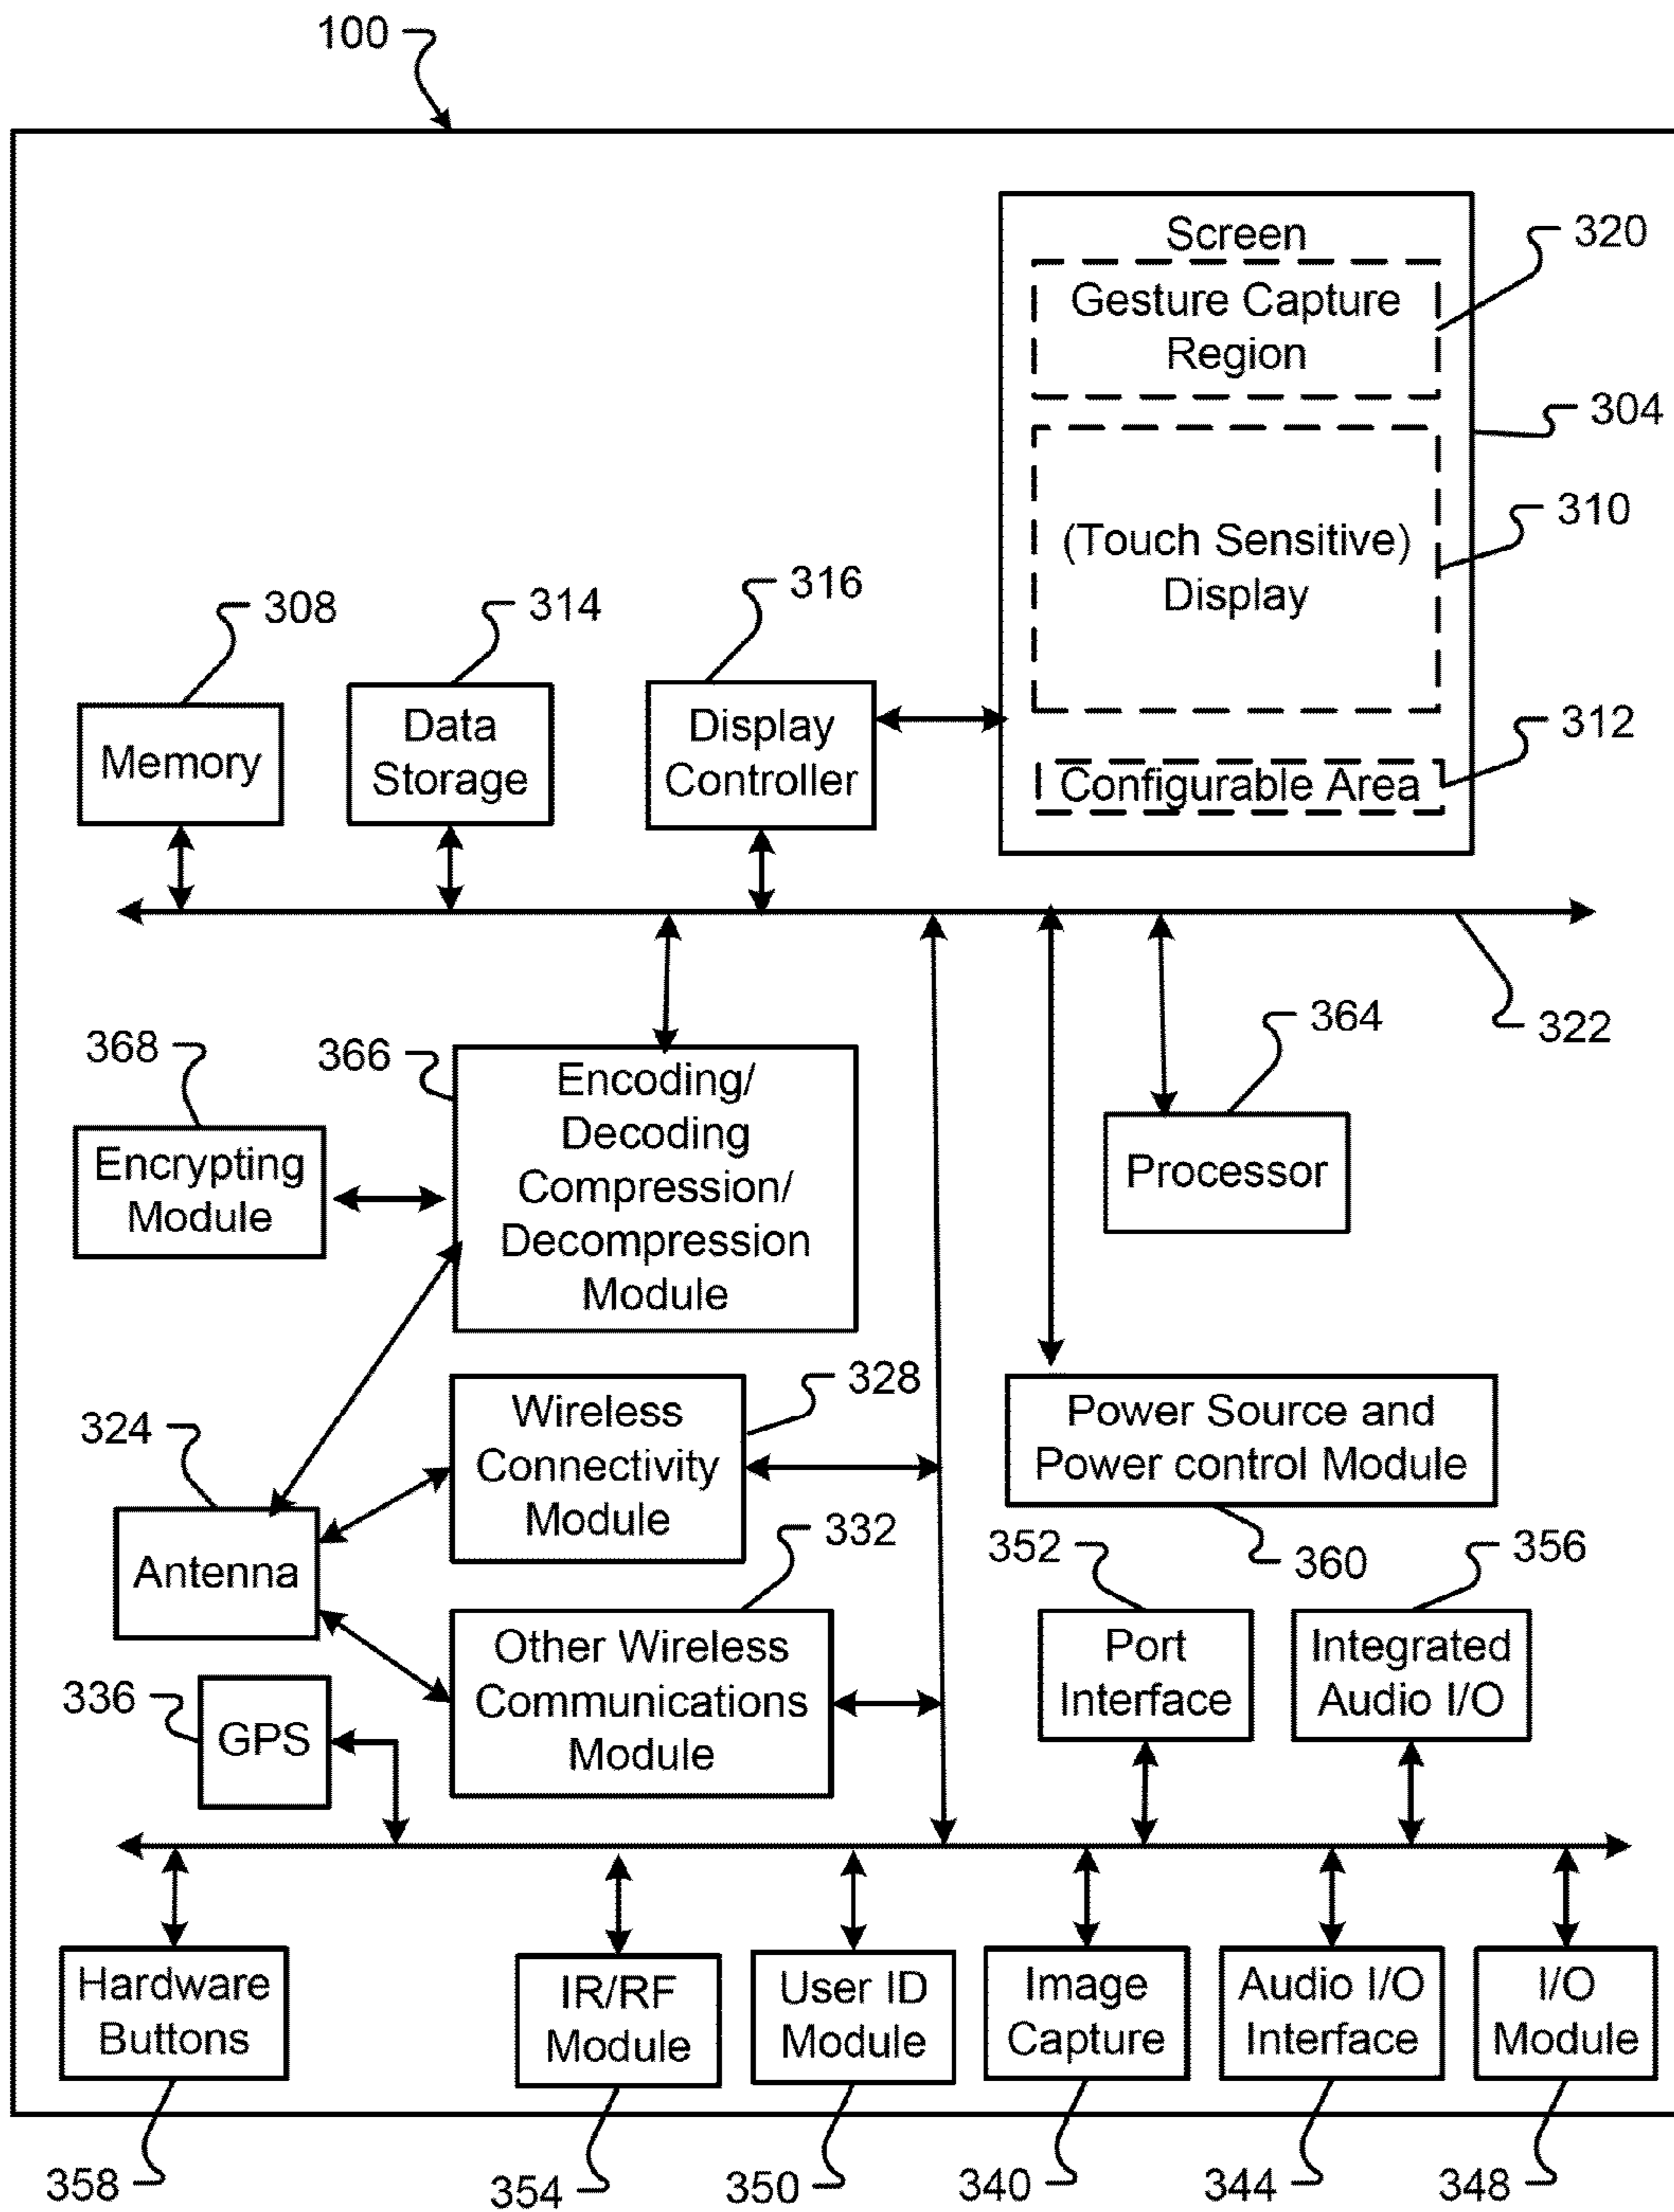 100
Screen
320
Gesture Capture
Region
304
310
(Touch Sensitive)
Display
316
308
314
312
Memory
Data
Storage
Display
Controller
Configurable Area
322
364
368
366
Encoding/
Decoding
Compression/
Decompression
Module
Encrypting
Module
Processor
328
324
Wireless
Connectivity
Module
Power Source and
Power control Module
332
352
360
356
Antenna
Other Wireless
Communications
Module
Port
Interface
Integrated
Audio I/O
336
GPS
Hardware
Buttons
IR/RF
Module
User ID
Module
Image
Capture
Audio I/O
Interface
I/O
Module
358
354
350
340
344
348